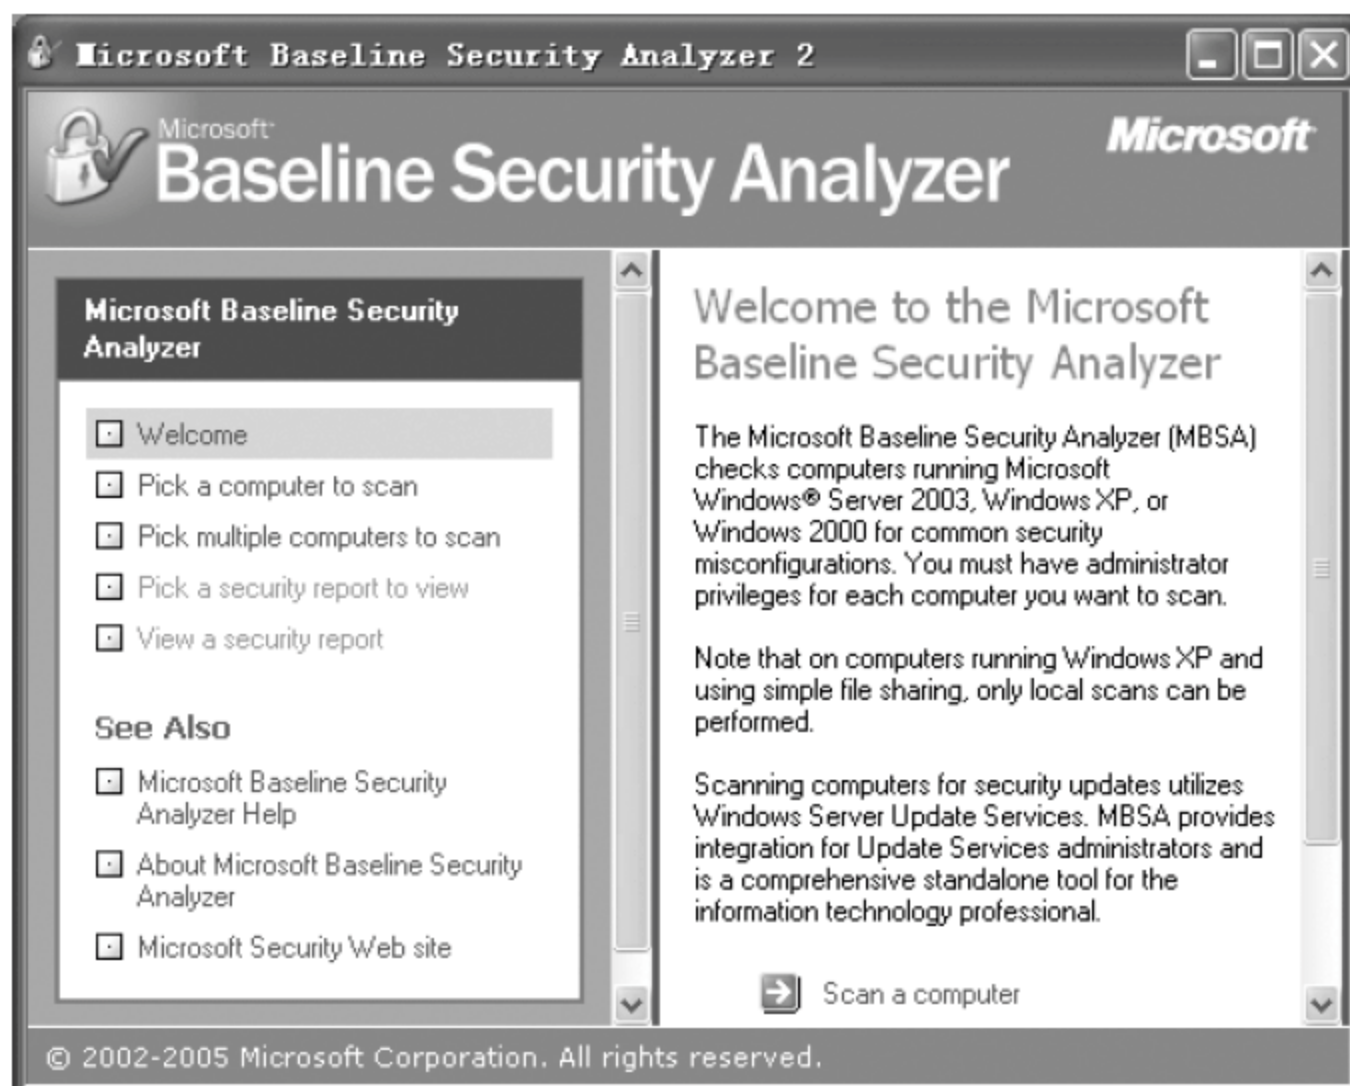 Microsoft Baseline Security Analyzer 2
Microsoft
Baseline Security Analyzer
Microsoft
Microsoft Baseline Security
Analyzer
Welcome
Pick a computer to scan
Pick multiple computers to scan
Pick a security report to view
View a security report
See Also
Microsoft Baseline Security
Analyzer Help
About Microsoft Baseline Security
Analyzer
Microsoft Security Web site
Welcome to the Microsoft
Baseline Security Analyzer
The Microsoft Baseline Security Analyzer (MBSA)
checks computers running Microsoft
Windows® Server 2003, Windows XP, or
Windows 2000 for common security
misconfigurations. You must have administrator
privileges for each computer you want to scan.
Note that on computers running Windows XP and
using simple file sharing, only local scans can be
performed.
Scanning computers for security updates utilizes
Windows Server Update Services. MBSA provides
integration for Update Services administrators and
is a comprehensive standalone tool for the
information technology professional.
Scan a computer
© 2002-2005 Microsoft Corporation. All rights reserved.